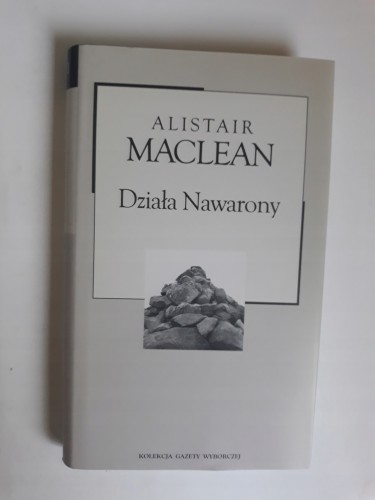 ALISTAIR
MACLEAN
Działa Nawarony
KOLEKCJA GAZETY WYBORCZEJ